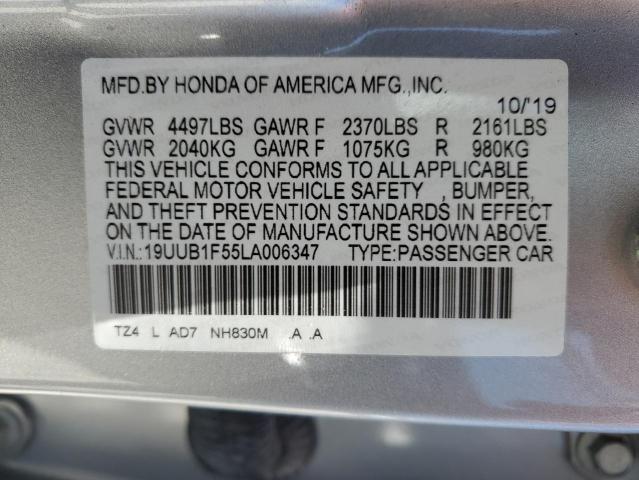 MFD.BY HONDA OF AMERICA MFG.,INC.
10/'19
GVWR 4497LBS GAWR F 2370LBS R 2161LBS
GVWR 2040KG GAWR F 1075KG R 980KG
THIS VEHICLE CONFORMS TO ALL APPLICABLE
FEDERAL MOTOR VEHICLE SAFETY , BUMPER,
AND THEFT PREVENTION STANDARDS IN EFFECT
ON THE DATE OF MANUFACTURE SHOWN ABOVE.
V.I.N.:19UUB1F55LA006347 TYPE:PASSENGER CAR
TZ4 L AD7 NH830M .A .A